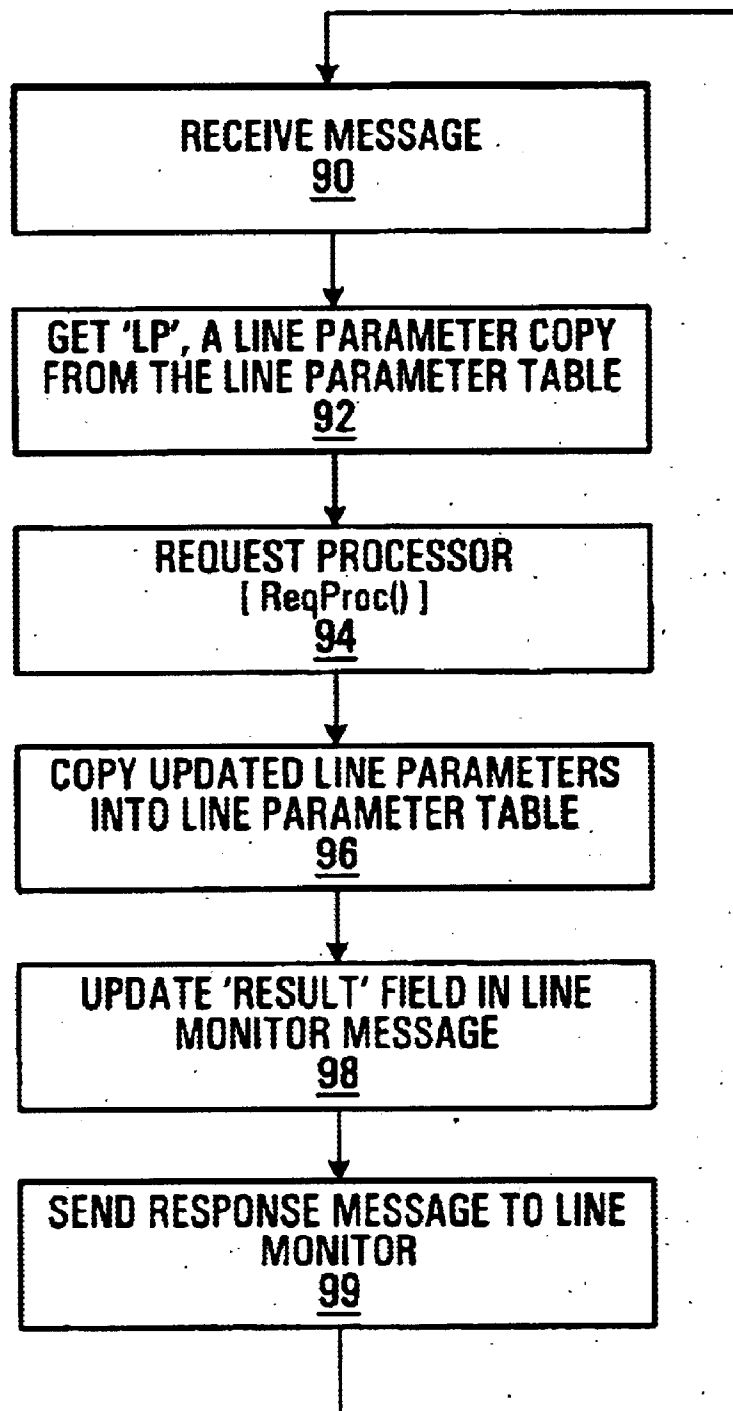 RECEIVE MESSAGE
90
GET 'LP', A LINE PARAMETER COPY
FROM THE LINE PARAMETER TABLE
92
REQUEST PROCESSOR
[ ReqProc() ]
94
COPY UPDATED LINE PARAMETERS
INTO LINE PARAMETER TABLE
96
UPDATE 'RESULT' FIELD IN LINE
MONITOR MESSAGE
98
SEND RESPONSE MESSAGE TO LINE
MONITOR
99